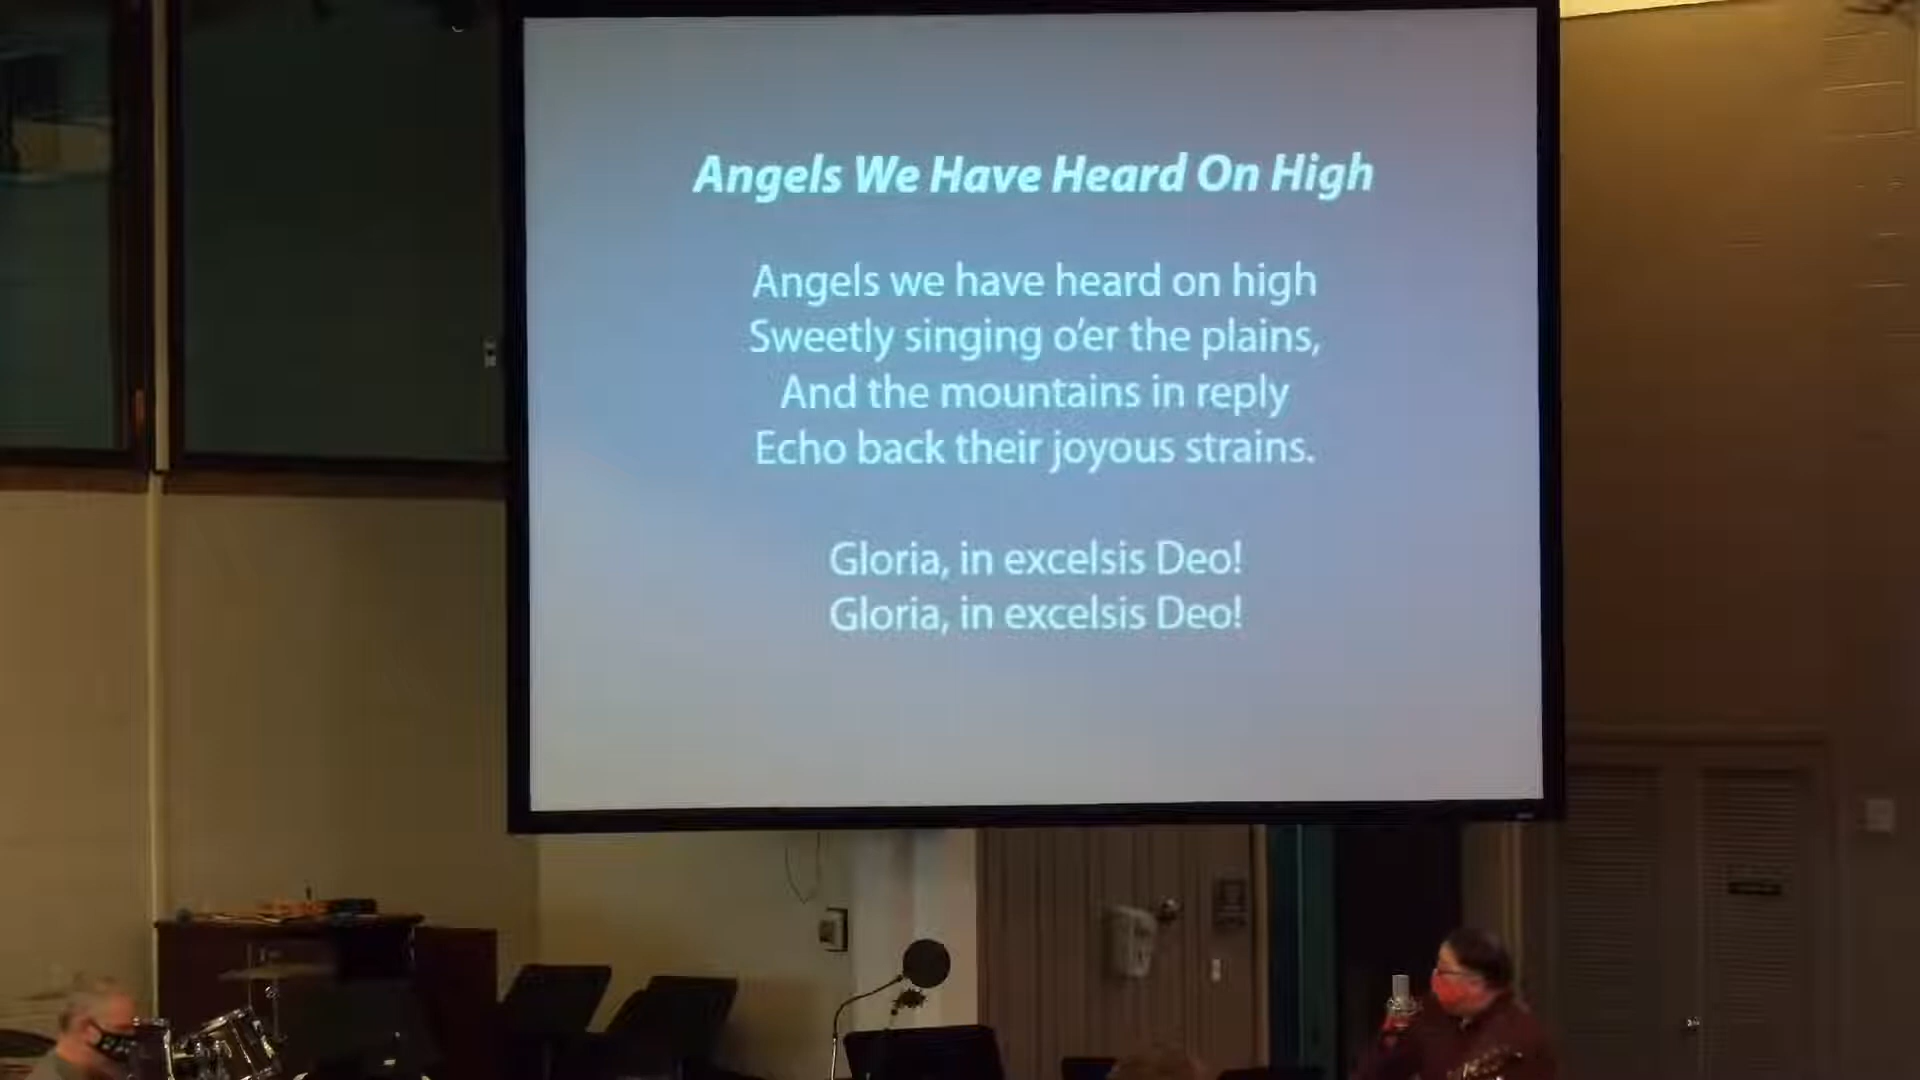 Angels We Have Heard On High
Angels we have heard on high
Sweetly singing o'er the plains,
And the mountains in reply
Echo back their joyous strains.
Gloria, in excelsis Deo!
Gloria, in excelsis Deo!